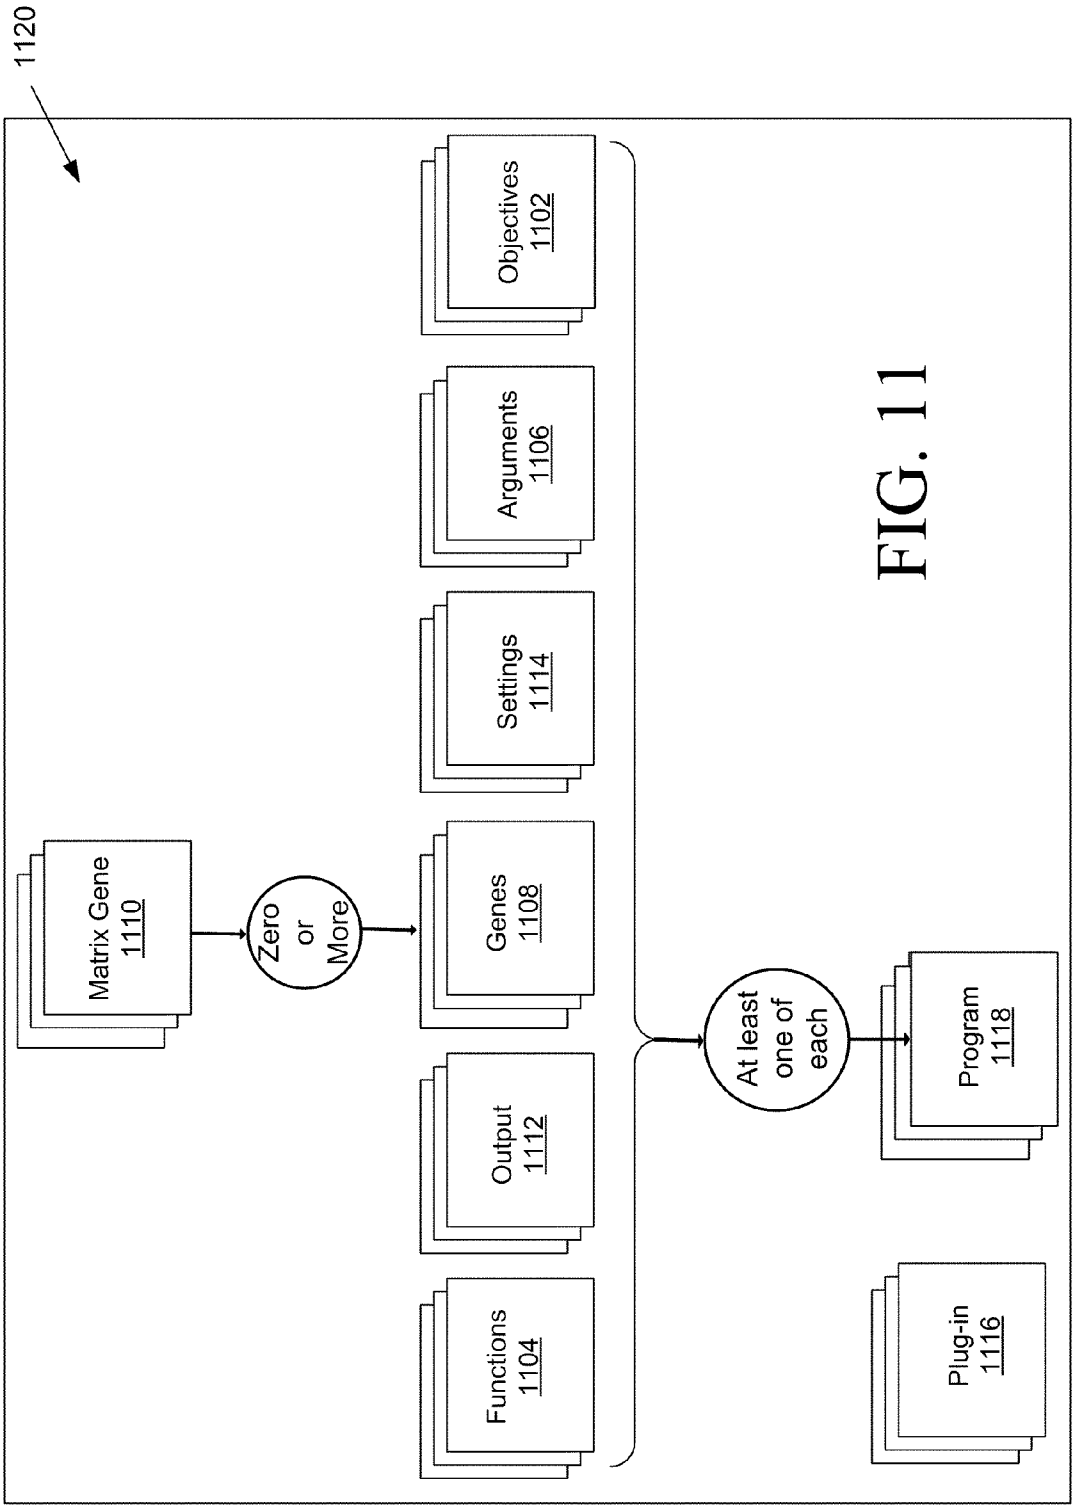 1120
Matrix Gene
1110
Zero
or
More
Functions
1104
Output
1112
Genes
1108
Settings
1114
Arguments
1106
Objectives
1102
At least
one of
each
Plug-in
1116
Program
1118
FIG. 11